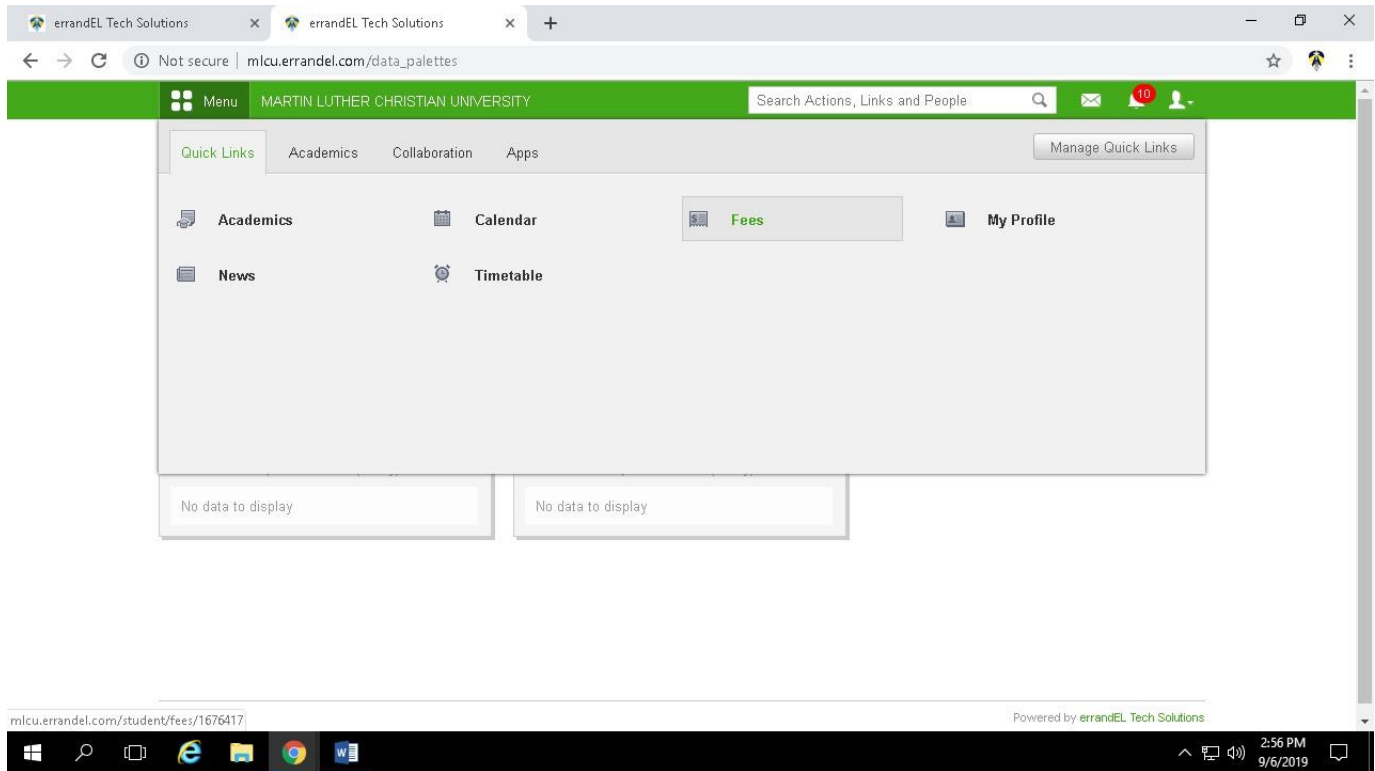 errandEL Tech Solutions
errandEL Tech Solutions
Not secure | mlcu.errandel.com/data_palettes
Menu MARTIN LUTHER CHRISTIAN UNIVERSITY Search Actions, Links and People 10
Quick Links Academics Collaboration Apps Manage Quick Links
Academics Calendar Fees My Profile
News Timetable
No data to display No data to display
mlcu.errandel.com/student/fees/1676417 Powered by errandEL Tech Solutions
2:56 PM
9/6/2019